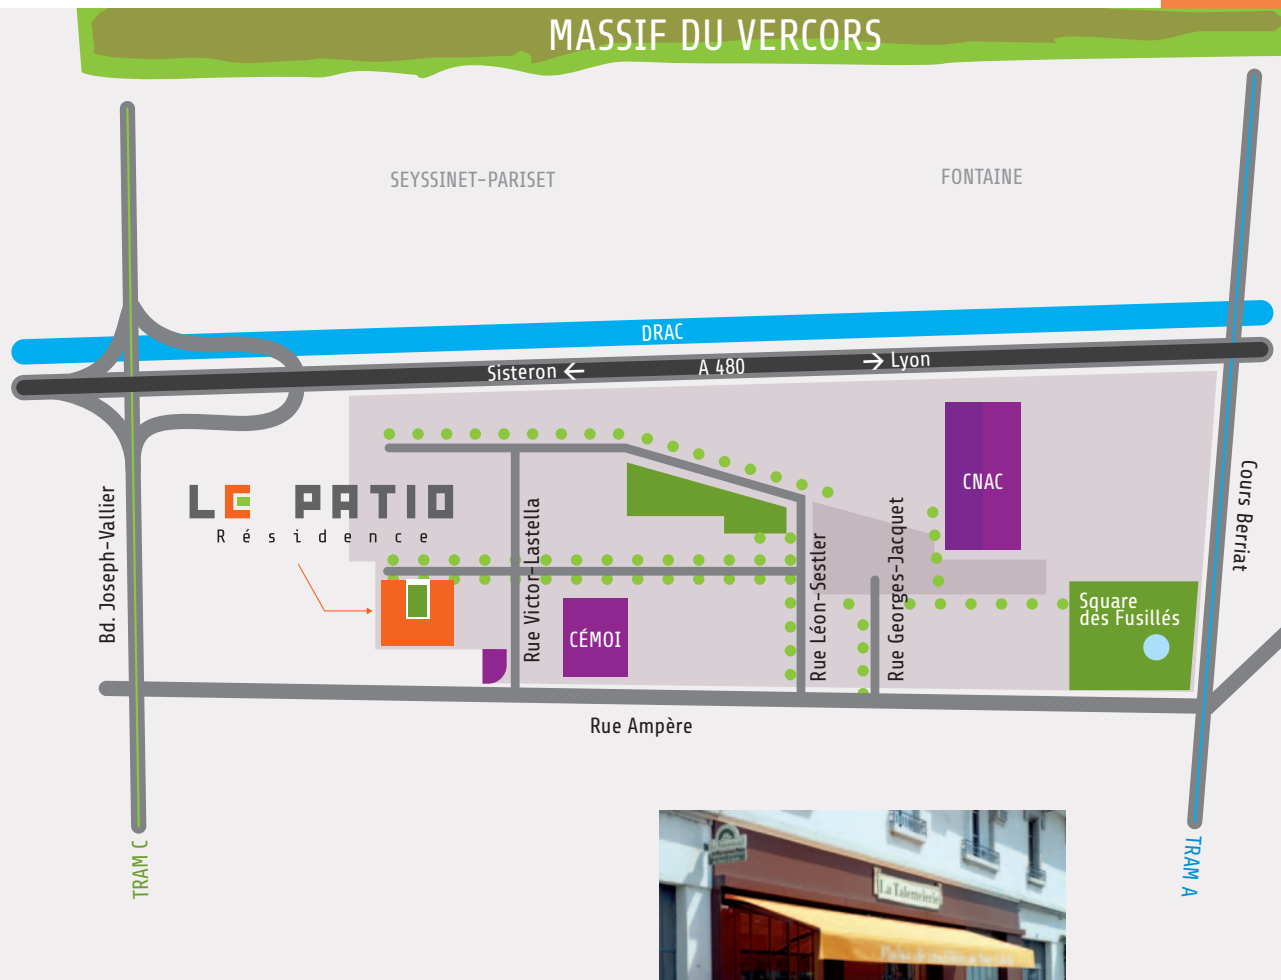 MASSIF DU VERCORS
SEYSSINET-PARISET
FONTAINE
DRAC
Sisteron ←
A 480
→ Lyon
Bd. Joseph-Vallier
LE PATIO
Résidence
Rue Victor-Lastella
CÉMOI
Rue Léon-Sestler
Rue Georges-Jacquet
CNAC
Square
des Fusillés
Cours Berriat
Rue Ampère
TRAM C
TRAM A
La Talemelerie